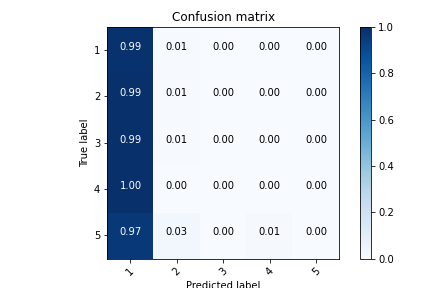 Confusion matrix
1.0
1 0.99 0.01 0.00 0.00 0.00
0.8
2 0.99 0.01 0.00 0.00 0.00
0.6
True label
3 0.99 0.01 0.00 0.00 0.00
0.4
4 1.00 0.00 0.00 0.00 0.00
0.2
5 0.97 0.03 0.00 0.01 0.00
0.0
1 2 3 4 5
Predicted label